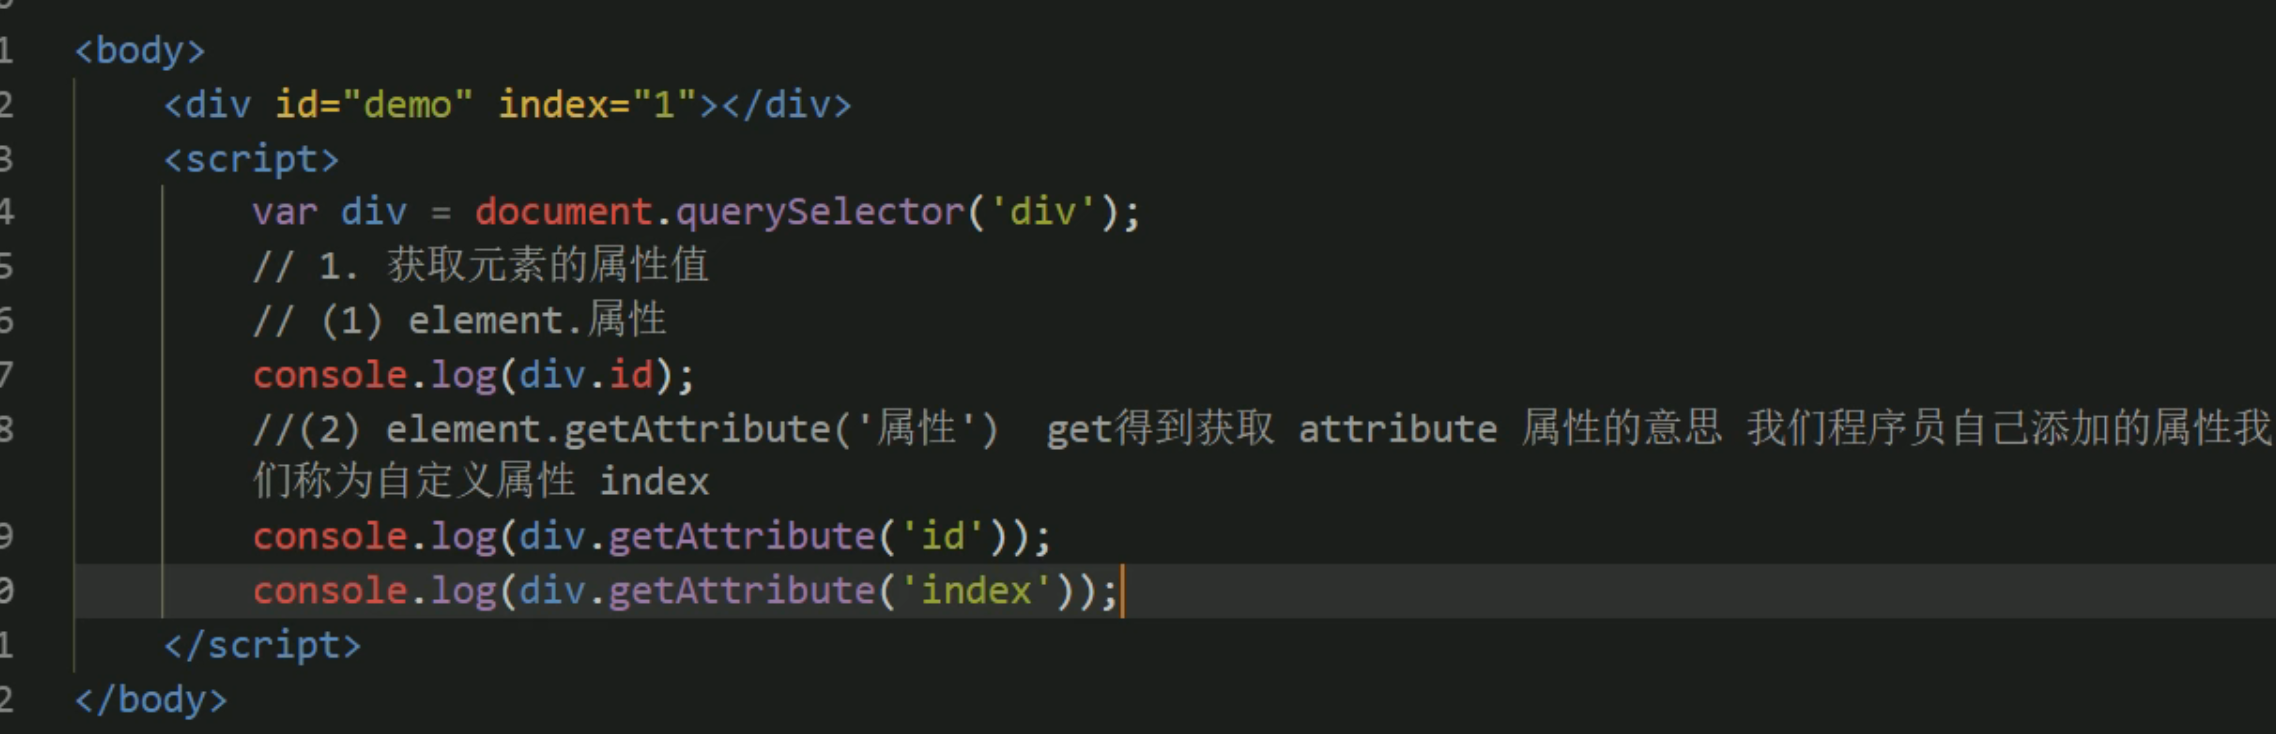 1 <body>
2 <div id="demo" index="1"></div>
3 <script>
4 var div = document.querySelector('div');
5 // 1. 获取元素的属性值
6 // (1) element.属性
7 console.log(div.id);
8 //(2) element.getAttribute('属性')  get得到获取 attribute 属性的意思 我们程序员自己添加的属性我
们称为自定义属性 index
9 console.log(div.getAttribute('id'));
0 console.log(div.getAttribute('index'));
1 </script>
2 </body>